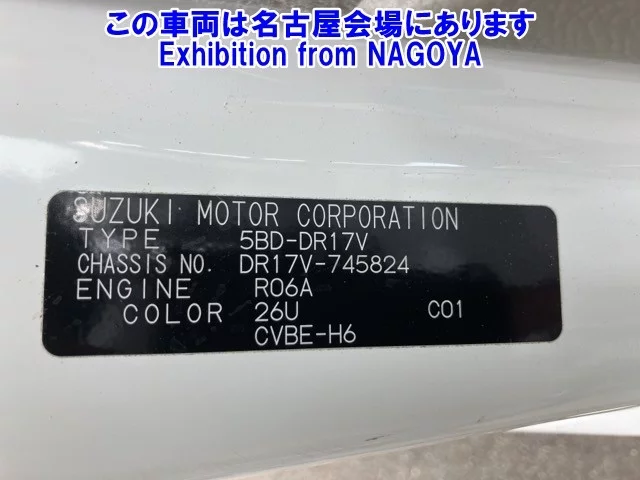 この車両は名古屋会場にあります
Exhibition from NAGOYA
SUZUKI MOTOR CORPORATION
TYPE 5BD-DR17V
CHASSIS NO. DR17V-745824
ENGINE R06A
COLOR 26U C01
CVBE-H6